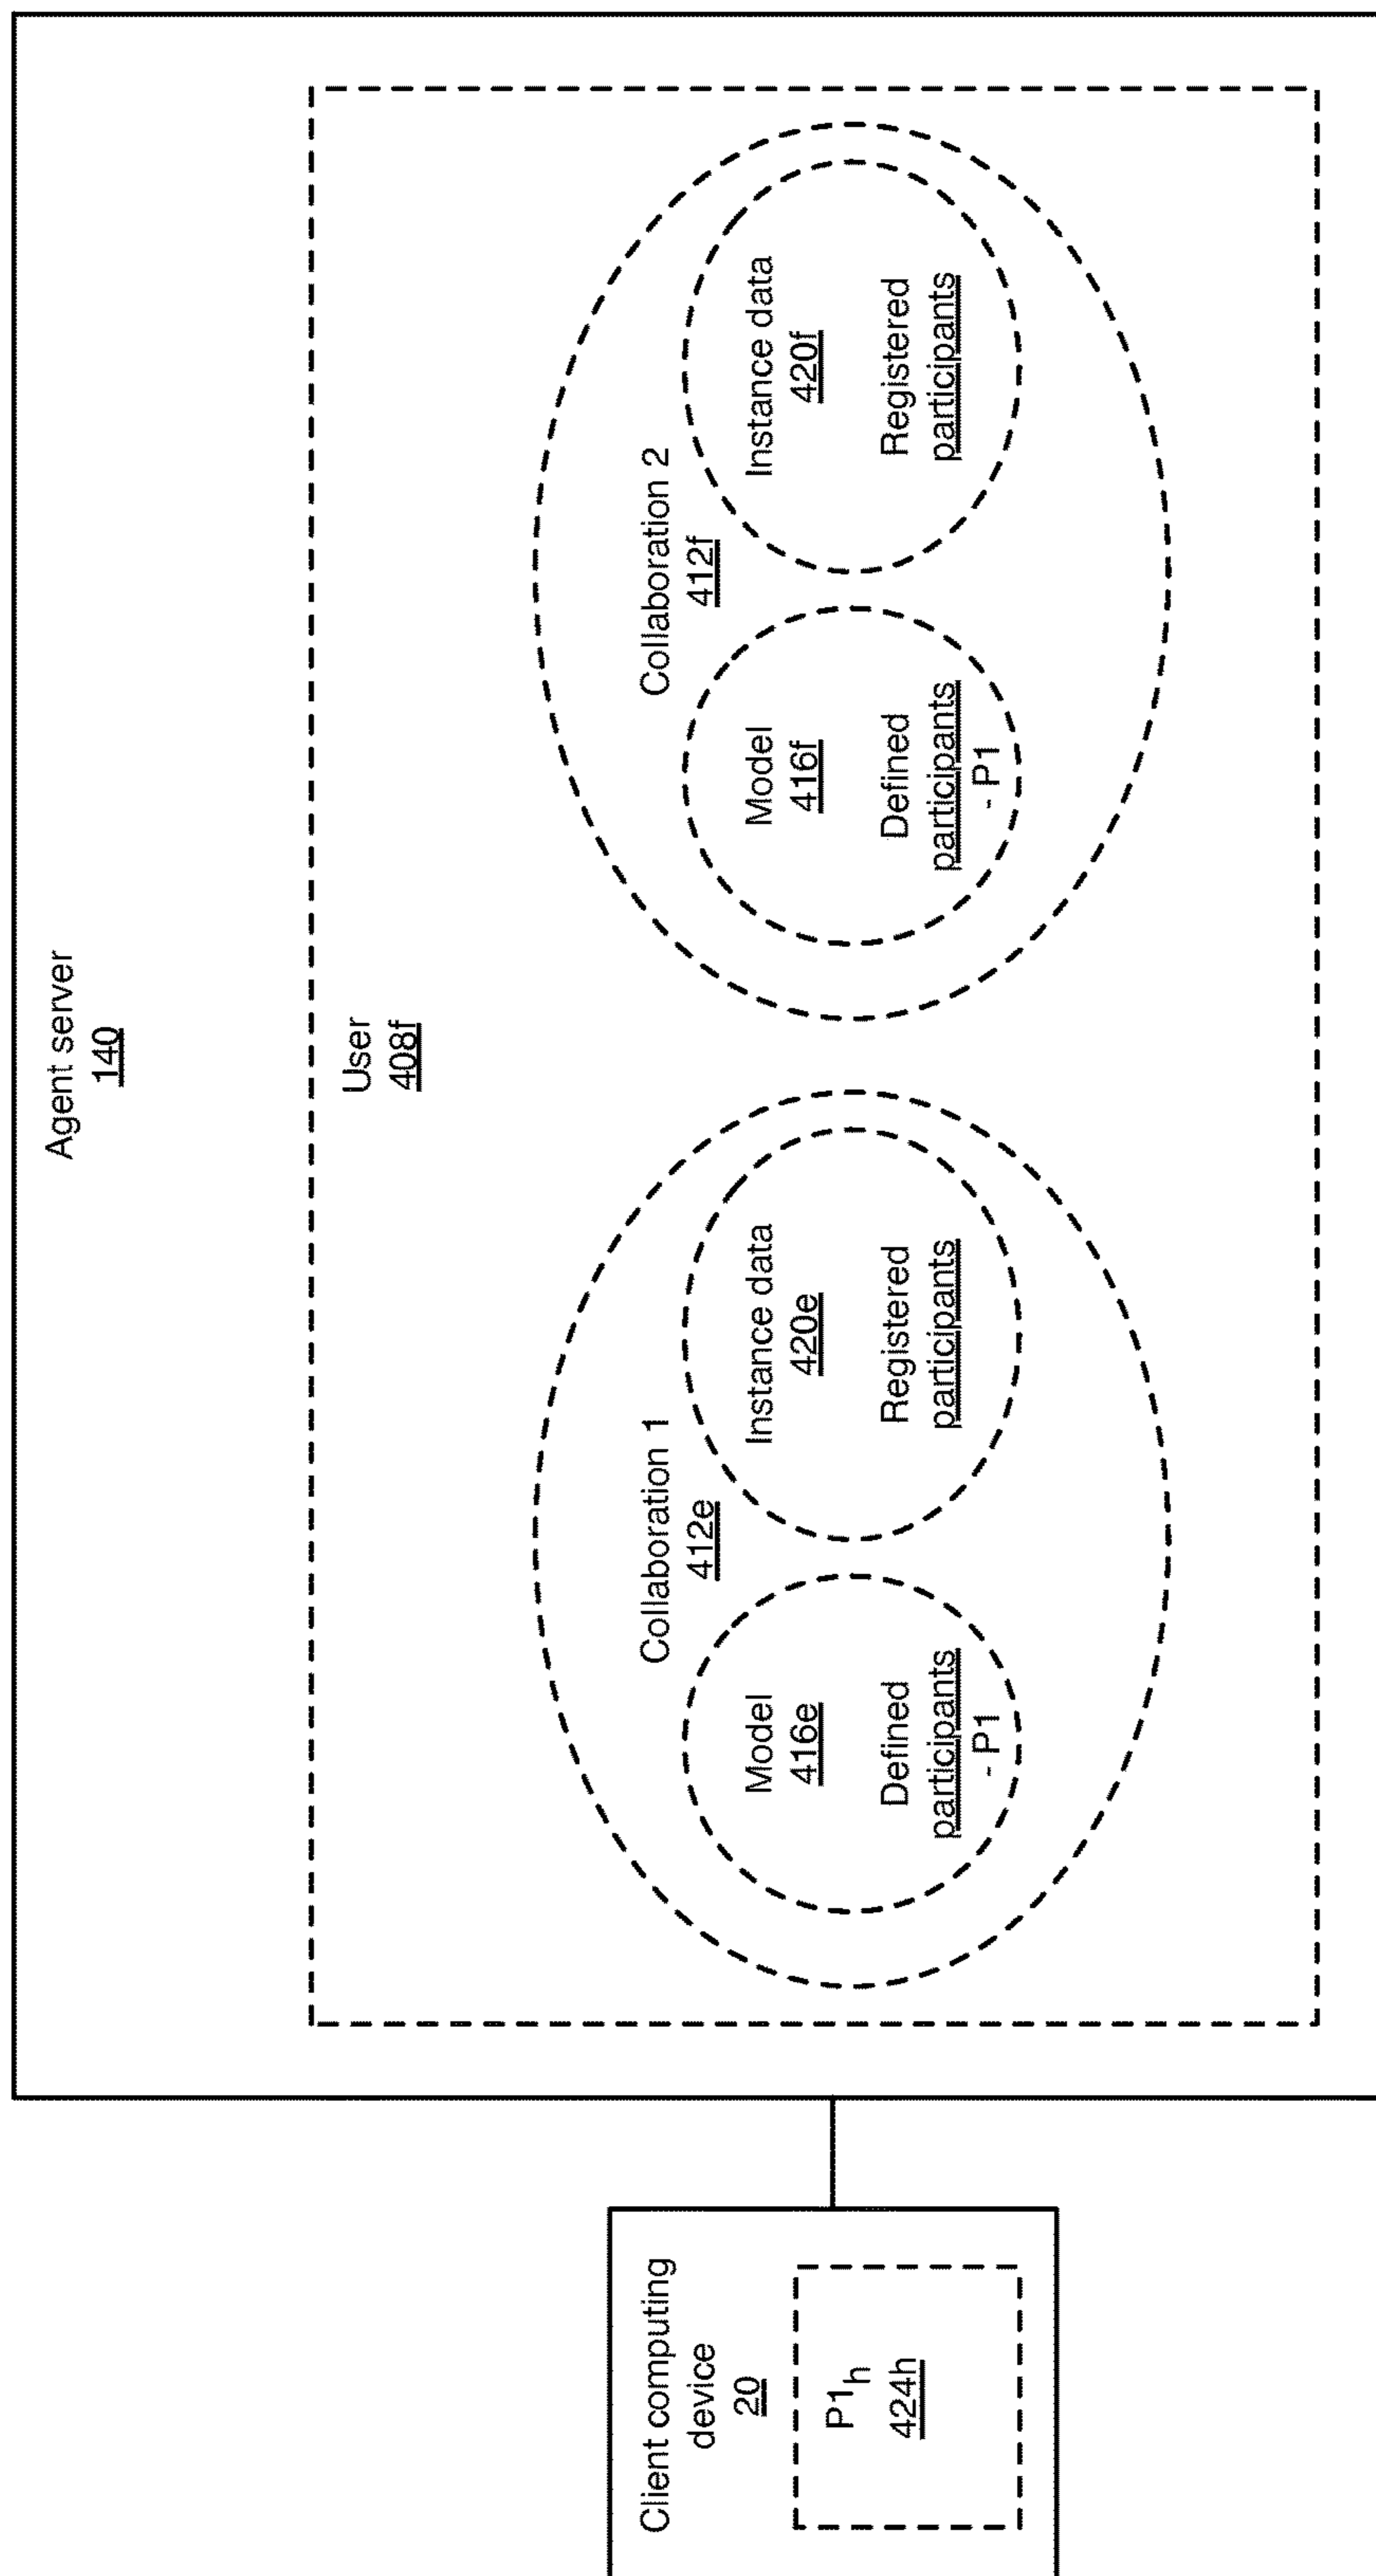 Agent server
140
User
408f
Collaboration 1
412e
Model
416e
Defined
participants
- P1
Instance data
420e
Registered
participants
Collaboration 2
412f
Model
416f
Defined
participants
- P1
Instance data
420f
Registered
participants
Client computing
device
20
P1h
424h